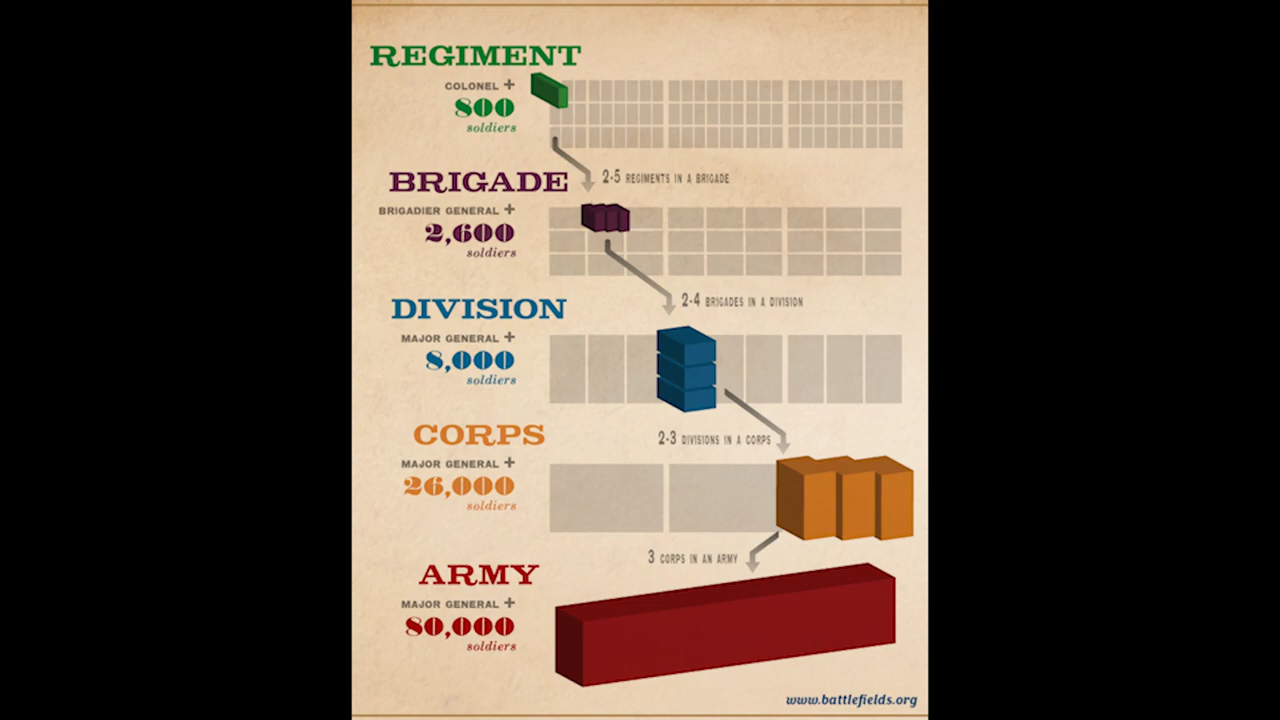 REGIMENT
COLONEL +
800
soldiers
2-5 REGIMENTS IN A BRIGADE
BRIGADE
BRIGADIER GENERAL +
2,600
soldiers
2-4 BRIGADES IN A DIVISION
DIVISION
MAJOR GENERAL +
8,000
soldiers
2-3 DIVISIONS IN A CORPS
CORPS
MAJOR GENERAL +
26,000
soldiers
3 CORPS IN AN ARMY
ARMY
MAJOR GENERAL +
80,000
soldiers
www.battlefields.org